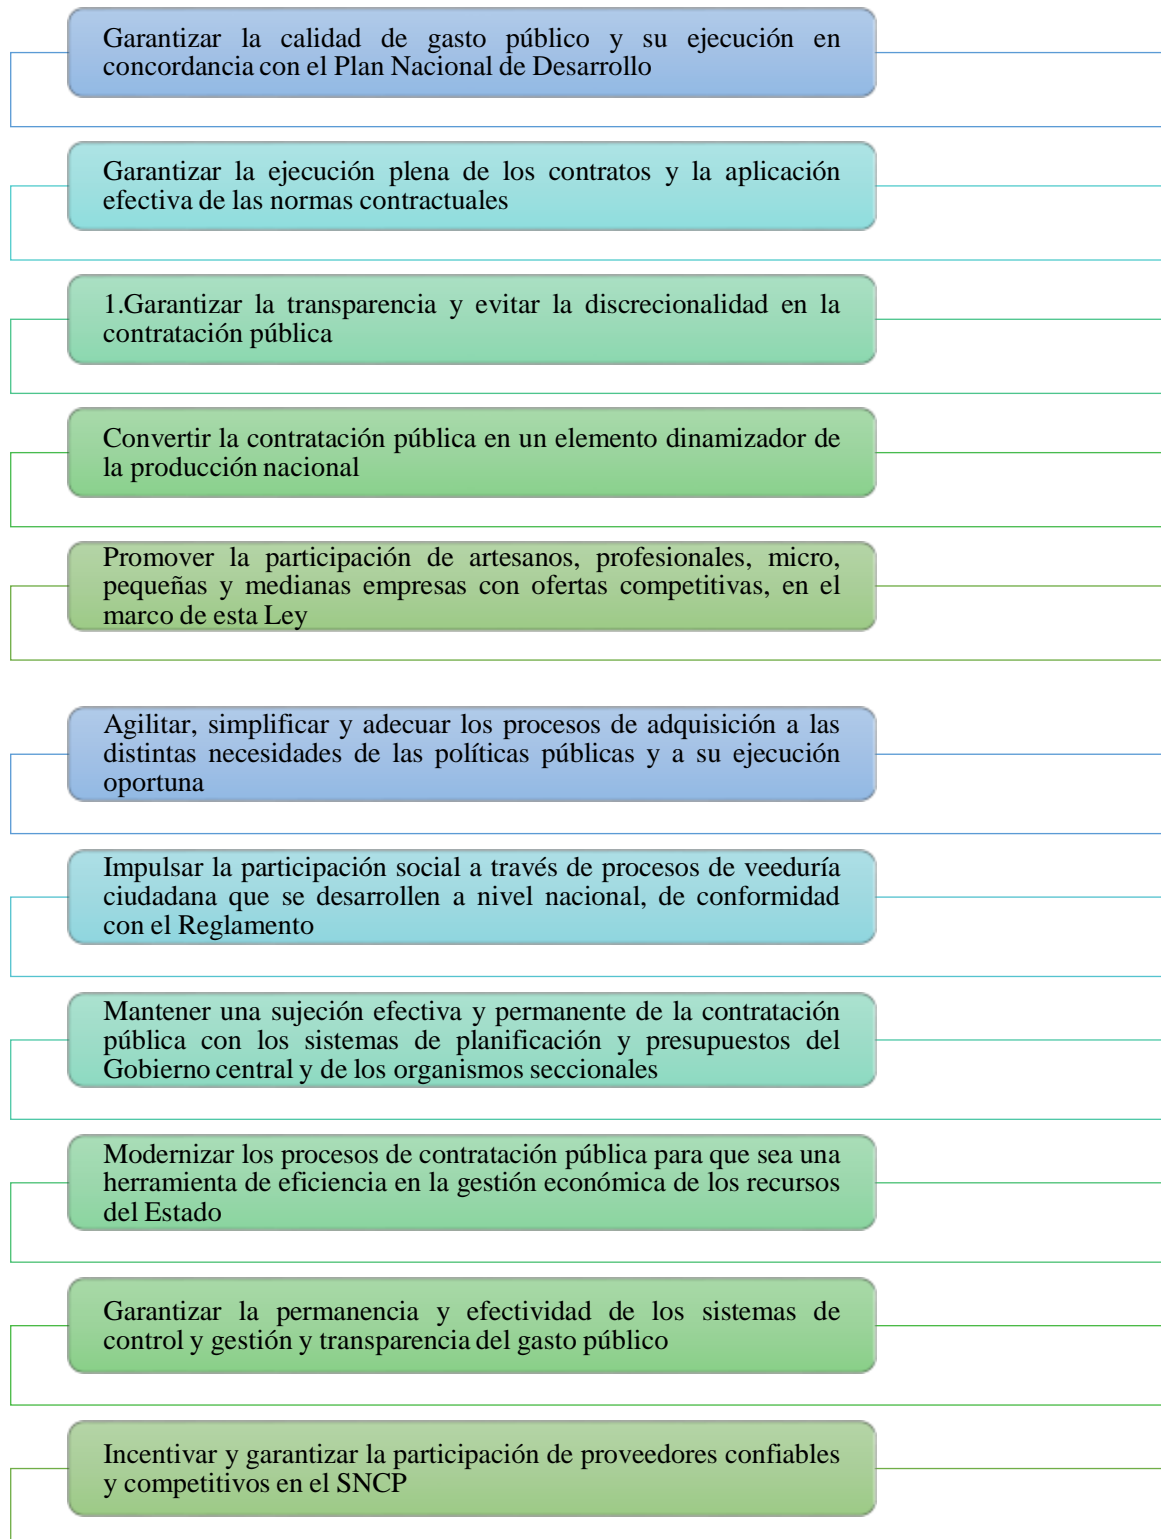 Garantizar la calidad de gasto público y su ejecución en
concordancia con el Plan Nacional de Desarrollo
Garantizar la ejecución plena de los contratos y la aplicación
efectiva de las normas contractuales
1.Garantizar la transparencia y evitar la discrecionalidad en la
contratación pública
Convertir la contratación pública en un elemento dinamizador de
la producción nacional
Promover la participación de artesanos, profesionales, micro,
pequeñas y medianas empresas con ofertas competitivas, en el
marco de esta Ley
Agilitar, simplificar y adecuar los procesos de adquisición a las
distintas necesidades de las políticas públicas y a su ejecución
oportuna
Impulsar la participación social a través de procesos de veeduría
ciudadana que se desarrollen a nivel nacional, de conformidad
con el Reglamento
Mantener una sujeción efectiva y permanente de la contratación
pública con los sistemas de planificación y presupuestos del
Gobierno central y de los organismos seccionales
Modernizar los procesos de contratación pública para que sea una
herramienta de eficiencia en la gestión económica de los recursos
del Estado
Garantizar la permanencia y efectividad de los sistemas de
control y gestión y transparencia del gasto público
Incentivar y garantizar la participación de proveedores confiables
y competitivos en el SNCP